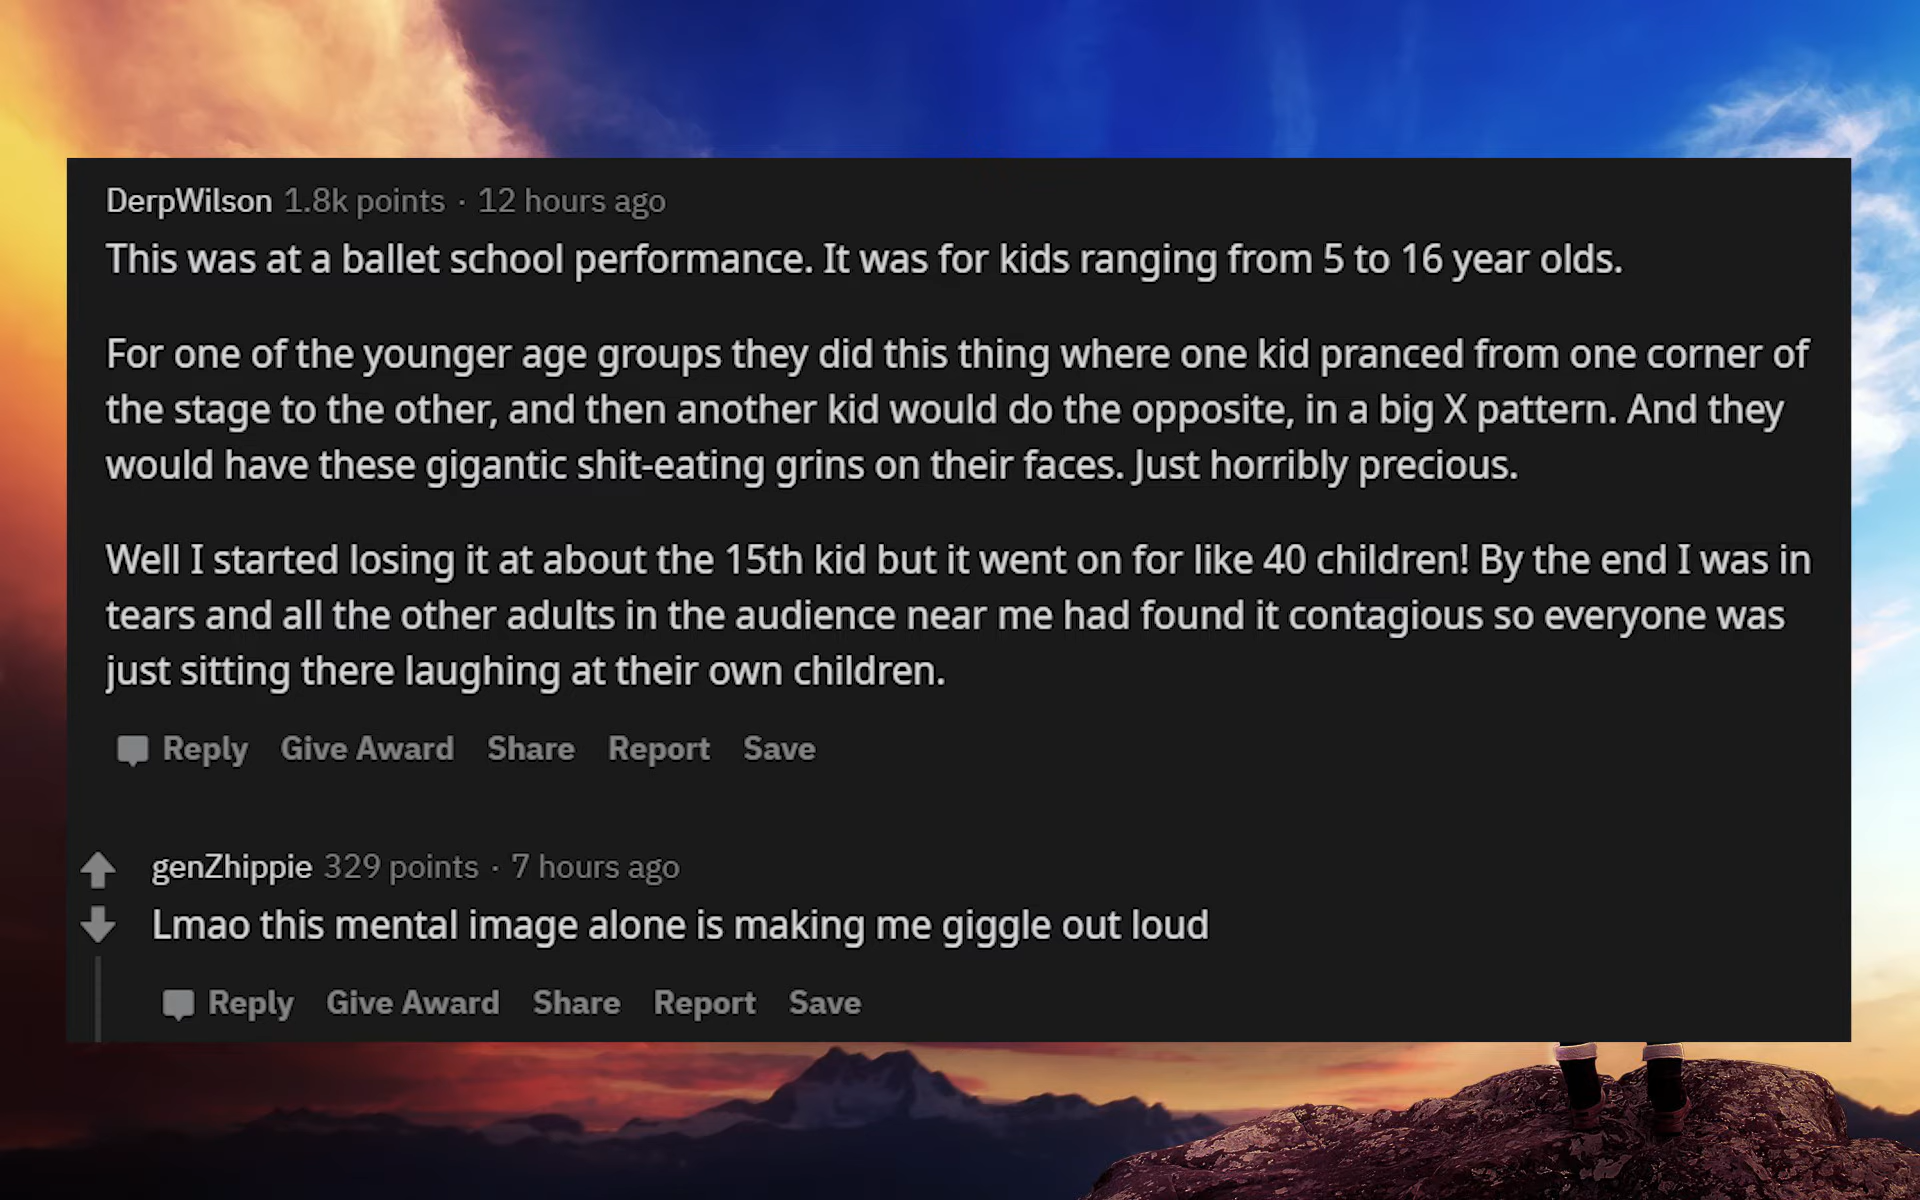 DerpWilson 1.8k points · 12 hours ago
This was at a ballet school performance. It was for kids ranging from 5 to 16 year olds.
For one of the younger age groups they did this thing where one kid pranced from one corner of
the stage to the other, and then another kid would do the opposite, in a big X pattern. And they
would have these gigantic shit-eating grins on their faces. Just horribly precious.
Well I started losing it at about the 15th kid but it went on for like 40 children! By the end I was in
tears and all the other adults in the audience near me had found it contagious so everyone was
just sitting there laughing at their own children.
Reply Give Award Share Report Save
genZhippie 329 points · 7 hours ago
Lmao this mental image alone is making me giggle out loud
Reply Give Award Share Report Save